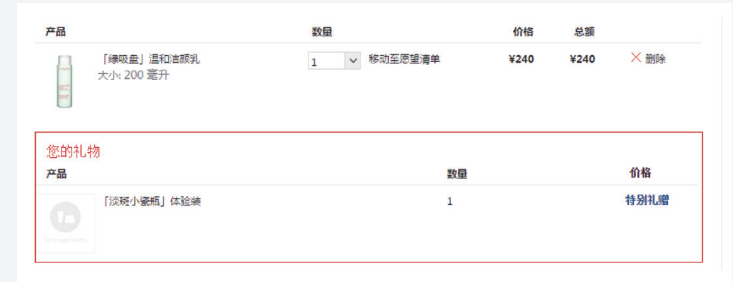 产品 数量 价格 总额
「绿吸盘」温和洁颜乳 1 移动至愿望清单 ¥240 ¥240 删除
大小: 200 毫升
您的礼物
产品 数量 价格
「淡斑小瓷瓶」体验装 1 特别礼赠